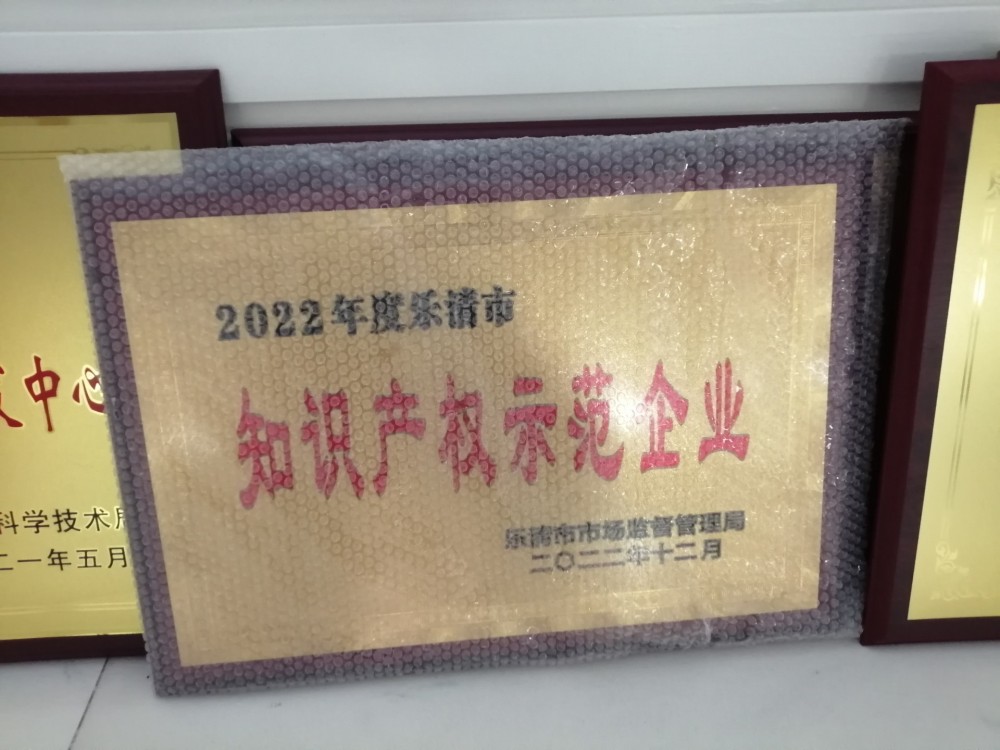 2022年度乐清市
知识产权示范企业
乐清市市场监督管理局
二〇二二年十二月
中心
科学技术局
二一年五月